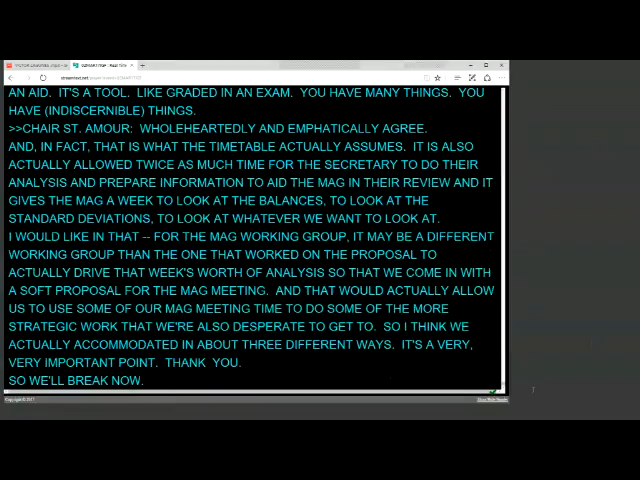 streamtext.net
AN AID. IT'S A TOOL. LIKE GRADED IN AN EXAM. YOU HAVE MANY THINGS. YOU
HAVE (INDISCERNIBLE) THINGS.
>>CHAIR ST. AMOUR: WHOLEHEARTEDLY AND EMPHATICALLY AGREE.
AND, IN FACT, THAT IS WHAT THE TIMETABLE ACTUALLY ASSUMES. IT IS ALSO
ACTUALLY ALLOWED TWICE AS MUCH TIME FOR THE SECRETARY TO DO THEIR
ANALYSIS AND PREPARE INFORMATION TO AID THE MAG IN THEIR REVIEW AND IT
GIVES THE MAG A WEEK TO LOOK AT THE BALANCES, TO LOOK AT THE
STANDARD DEVIATIONS, TO LOOK AT WHATEVER WE WANT TO LOOK AT.
I WOULD LIKE IN THAT -- FOR THE MAG WORKING GROUP, IT MAY BE A DIFFERENT
WORKING GROUP THAN THE ONE THAT WORKED ON THE PROPOSAL TO
ACTUALLY DRIVE THAT WEEK'S WORTH OF ANALYSIS SO THAT WE COME IN WITH
A SOFT PROPOSAL FOR THE MAG MEETING. AND THAT WOULD ACTUALLY ALLOW
US TO USE SOME OF OUR MAG MEETING TIME TO DO SOME OF THE MORE
STRATEGIC WORK THAT WE'RE ALSO DESPERATE TO GET TO. SO I THINK WE
ACTUALLY ACCOMMODATED IN ABOUT THREE DIFFERENT WAYS. IT'S A VERY,
VERY IMPORTANT POINT. THANK YOU.
SO WE'LL BREAK NOW.
Copyright © 2017